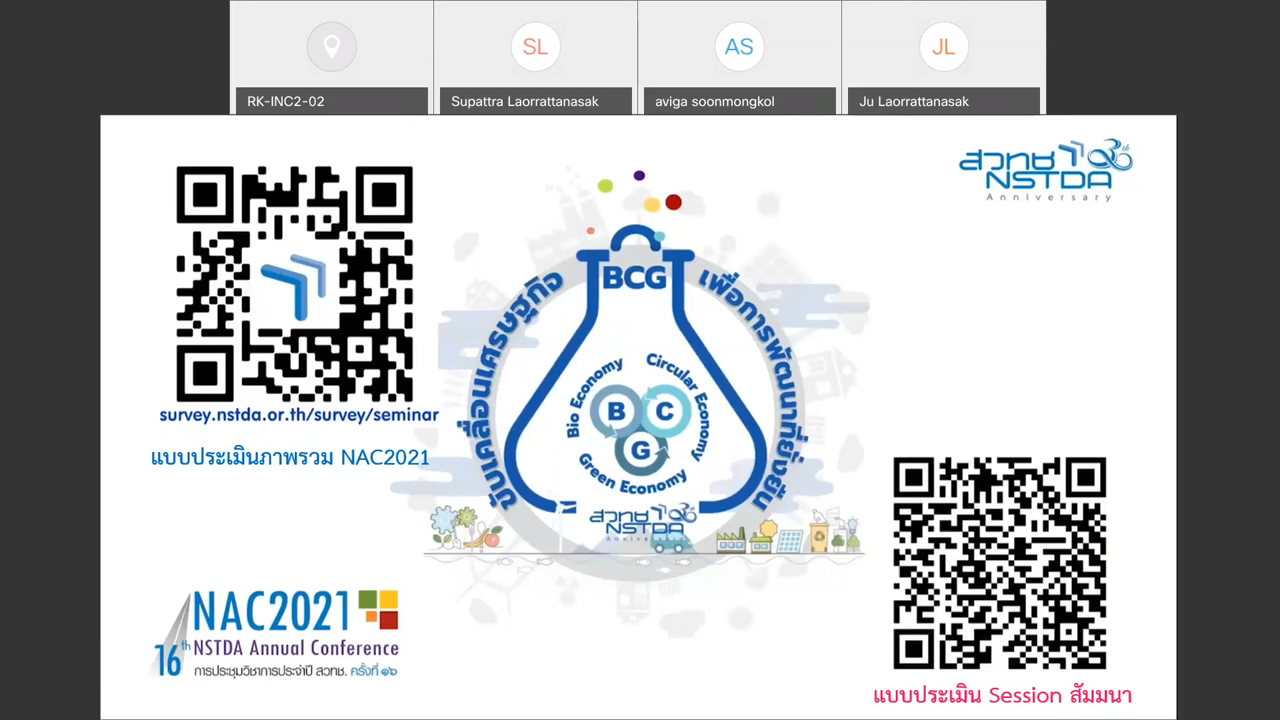 RK-INC2-02
SL
Supattra Laorrattanasak
AS
aviga soonmongkol
JL
Ju Laorrattanasak
สวทช
NSTDA
Anniversary
survey.nstda.or.th/survey/seminar
แบบประเมินภาพรวม NAC2021
ขับเคลื่อนเศรษฐกิจ
BCG
เพื่อการพัฒนาที่ยั่งยืน
Bio Economy
Circular Economy
B
C
G
Green Economy
สวทช
NSTDA
NAC2021
16th NSTDA Annual Conference
การประชุมวิชาการประจำปี สวทช. ครั้งที่ ๑๖
แบบประเมิน Session สัมมนา